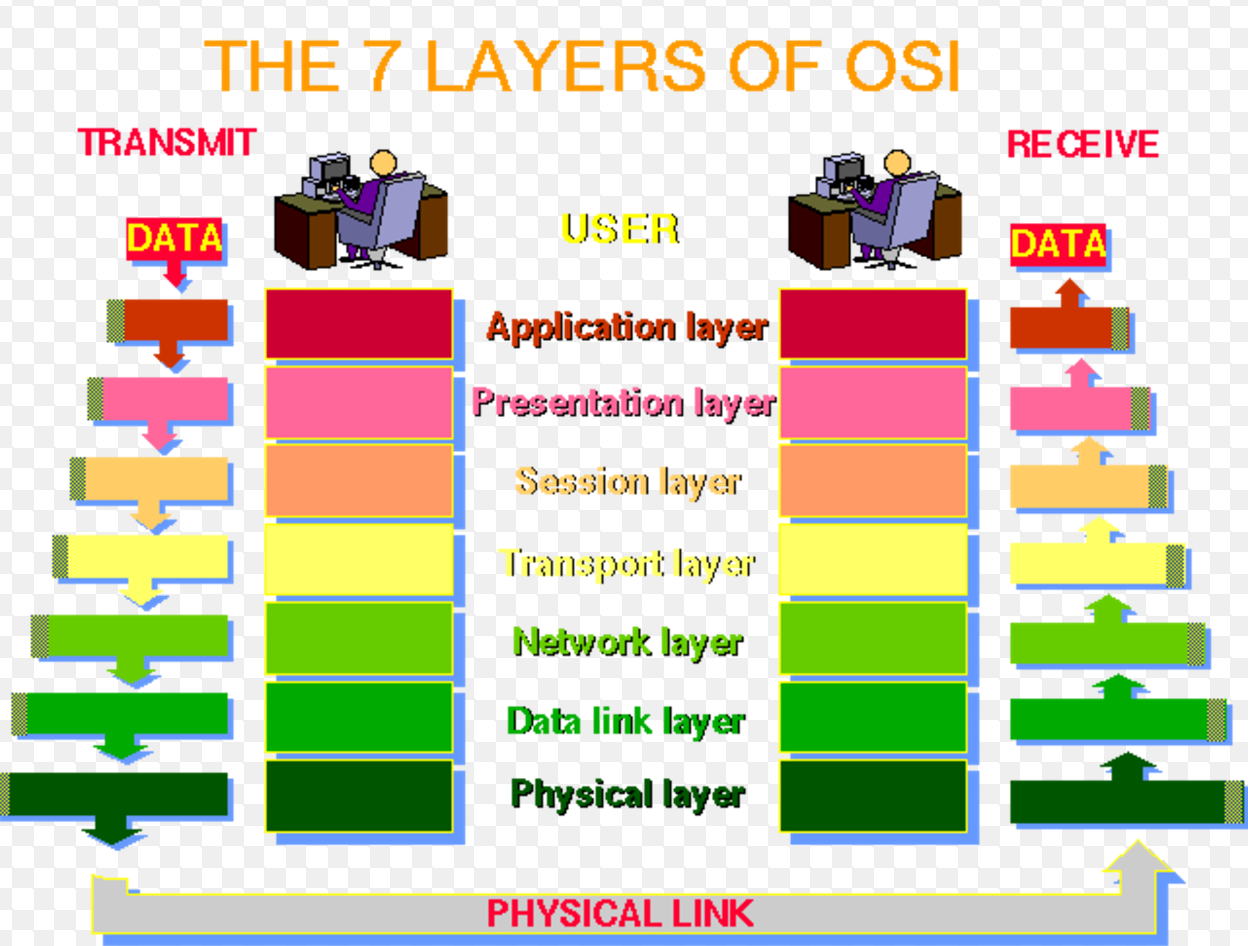 THE 7 LAYERS OF OSI
TRANSMIT
RECEIVE
DATA
USER
DATA
Application layer
Presentation layer
Session layer
Transport layer
Network layer
Data link layer
Physical layer
PHYSICAL LINK